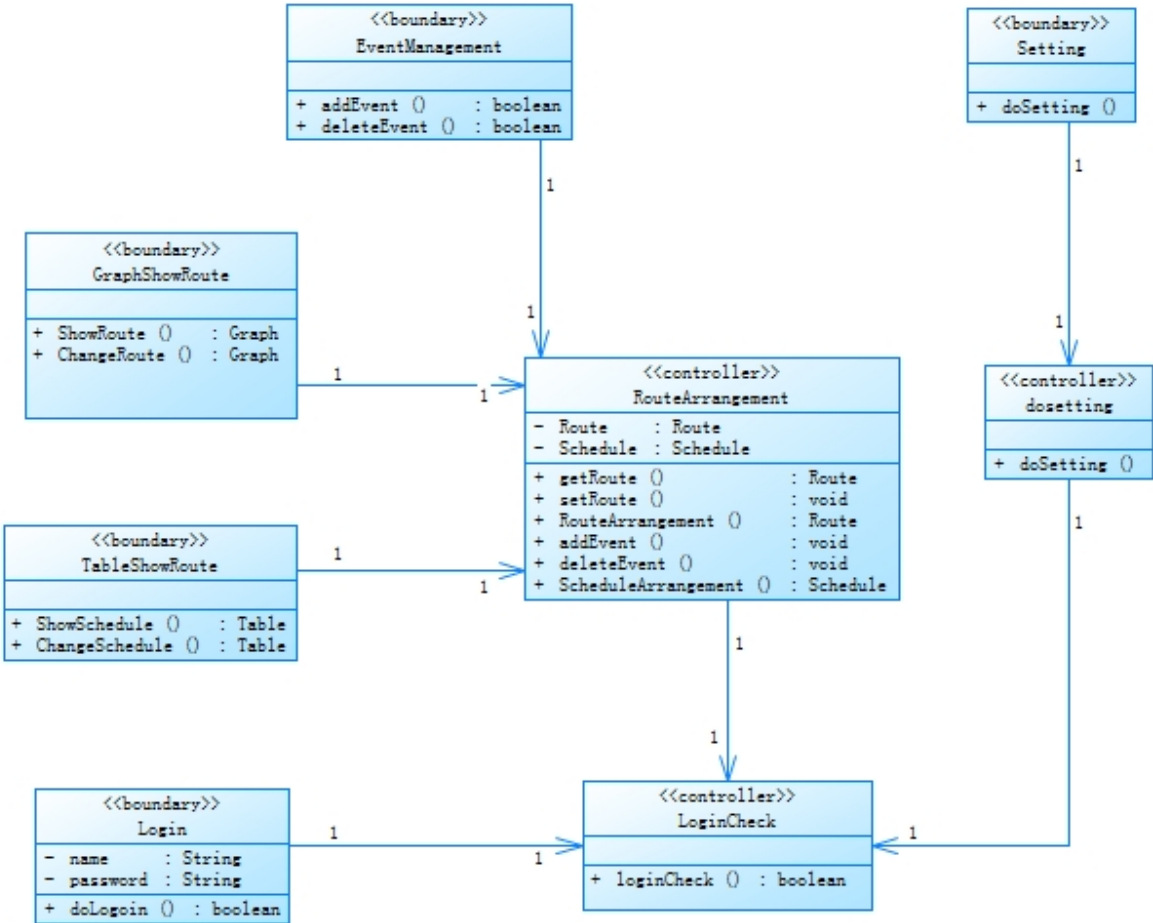 <<boundary>>
EventManagement
+ addEvent () : boolean
+ deleteEvent () : boolean
<<boundary>>
Setting
+ doSetting ()
1
1
<<boundary>>
GraphShowRoute
+ ShowRoute () : Graph
+ ChangeRoute () : Graph
1
1
1
1
<<controller>>
RouteArrangement
- Route : Route
- Schedule : Schedule
+ getRoute () : Route
+ setRoute () : void
+ RouteArrangement () : Route
+ addEvent () : void
+ deleteEvent () : void
+ ScheduleArrangement () : Schedule
<<controller>>
dosetting
+ doSetting ()
1
<<boundary>>
TableShowRoute
+ ShowSchedule () : Table
+ ChangeSchedule () : Table
1
1
1
1
<<boundary>>
Login
- name : String
- password : String
+ doLogoin () : boolean
1
1
<<controller>>
LoginCheck
+ loginCheck () : boolean
1